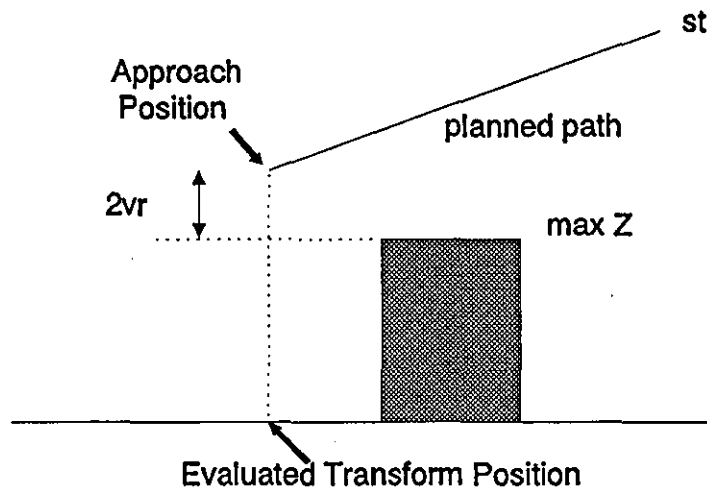 st
Approach
Position
planned path
2vr
max Z
Evaluated Transform Position